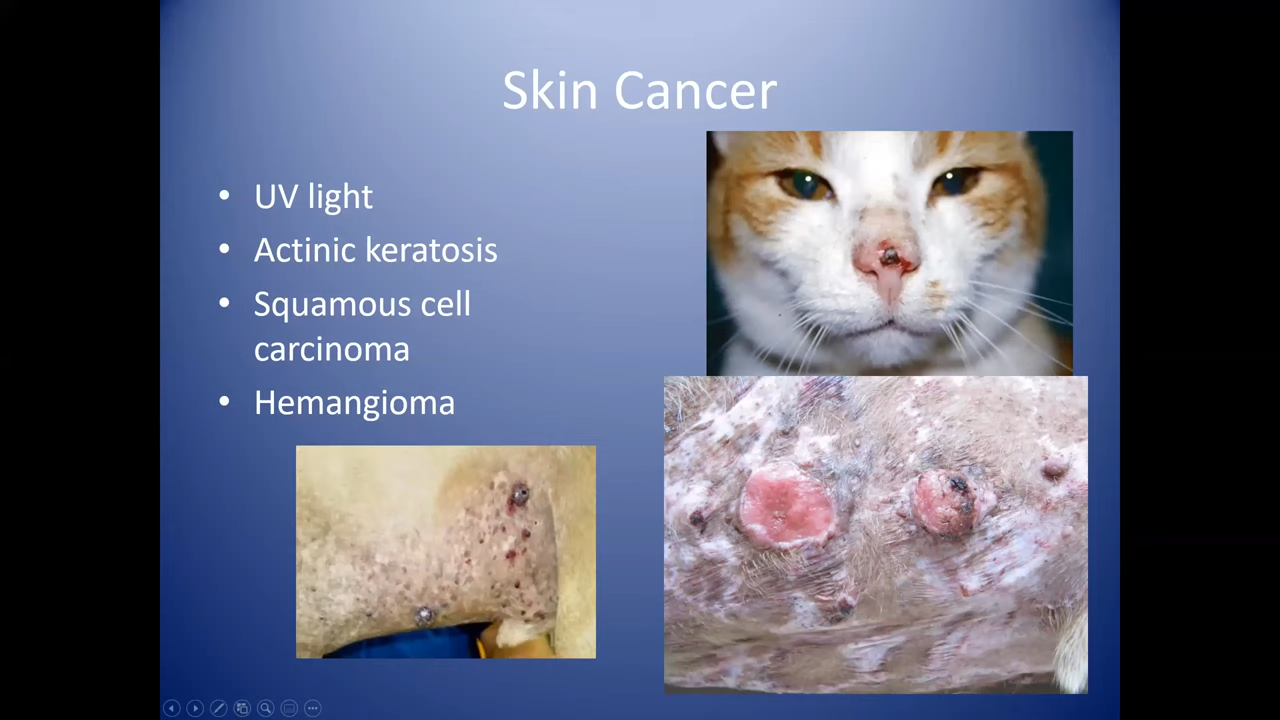 Skin Cancer
• UV light
• Actinic keratosis
• Squamous cell
carcinoma
• Hemangioma